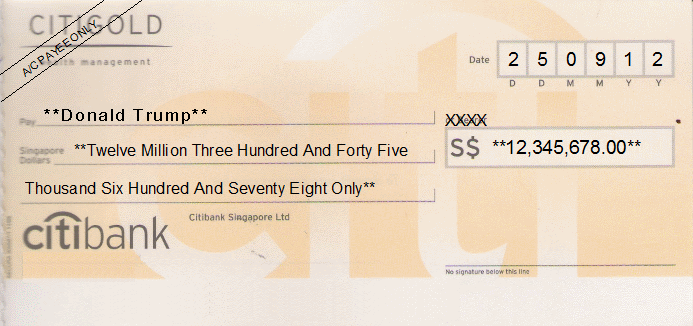 CITIGOLD
A/C PAYEE ONLY
wealth management
Date 2 5 0 9 1 2
D D M M Y Y
**Donald Trump**
Pay
XXXX
Singapore Dollars **Twelve Million Three Hundred And Forty Five
S$ **12,345,678.00**
Thousand Six Hundred And Seventy Eight Only**
Citibank Singapore Ltd
citibank
No signature below this line
citi